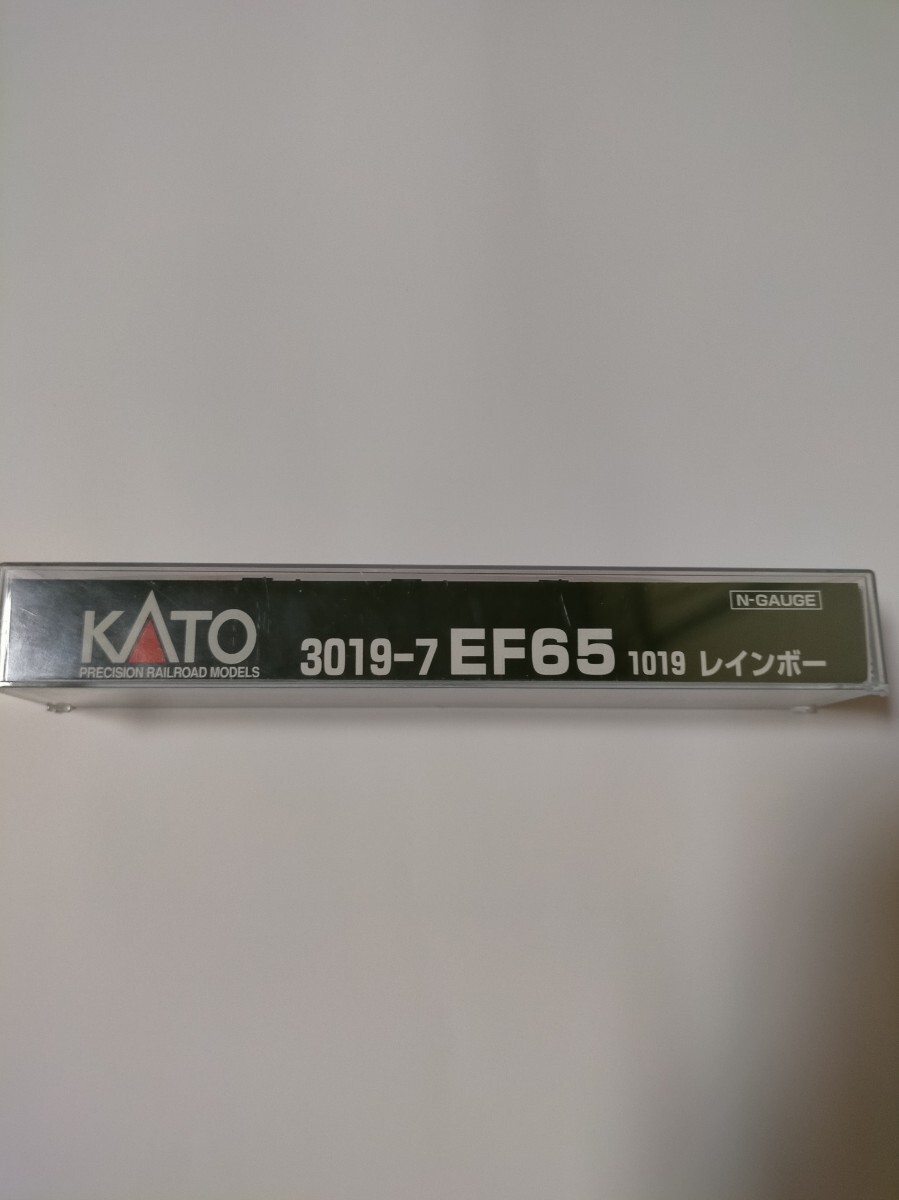 KATO
PRECISION RAILROAD MODELS
3019-7 EF65 1019 レインボー
N-GAUGE